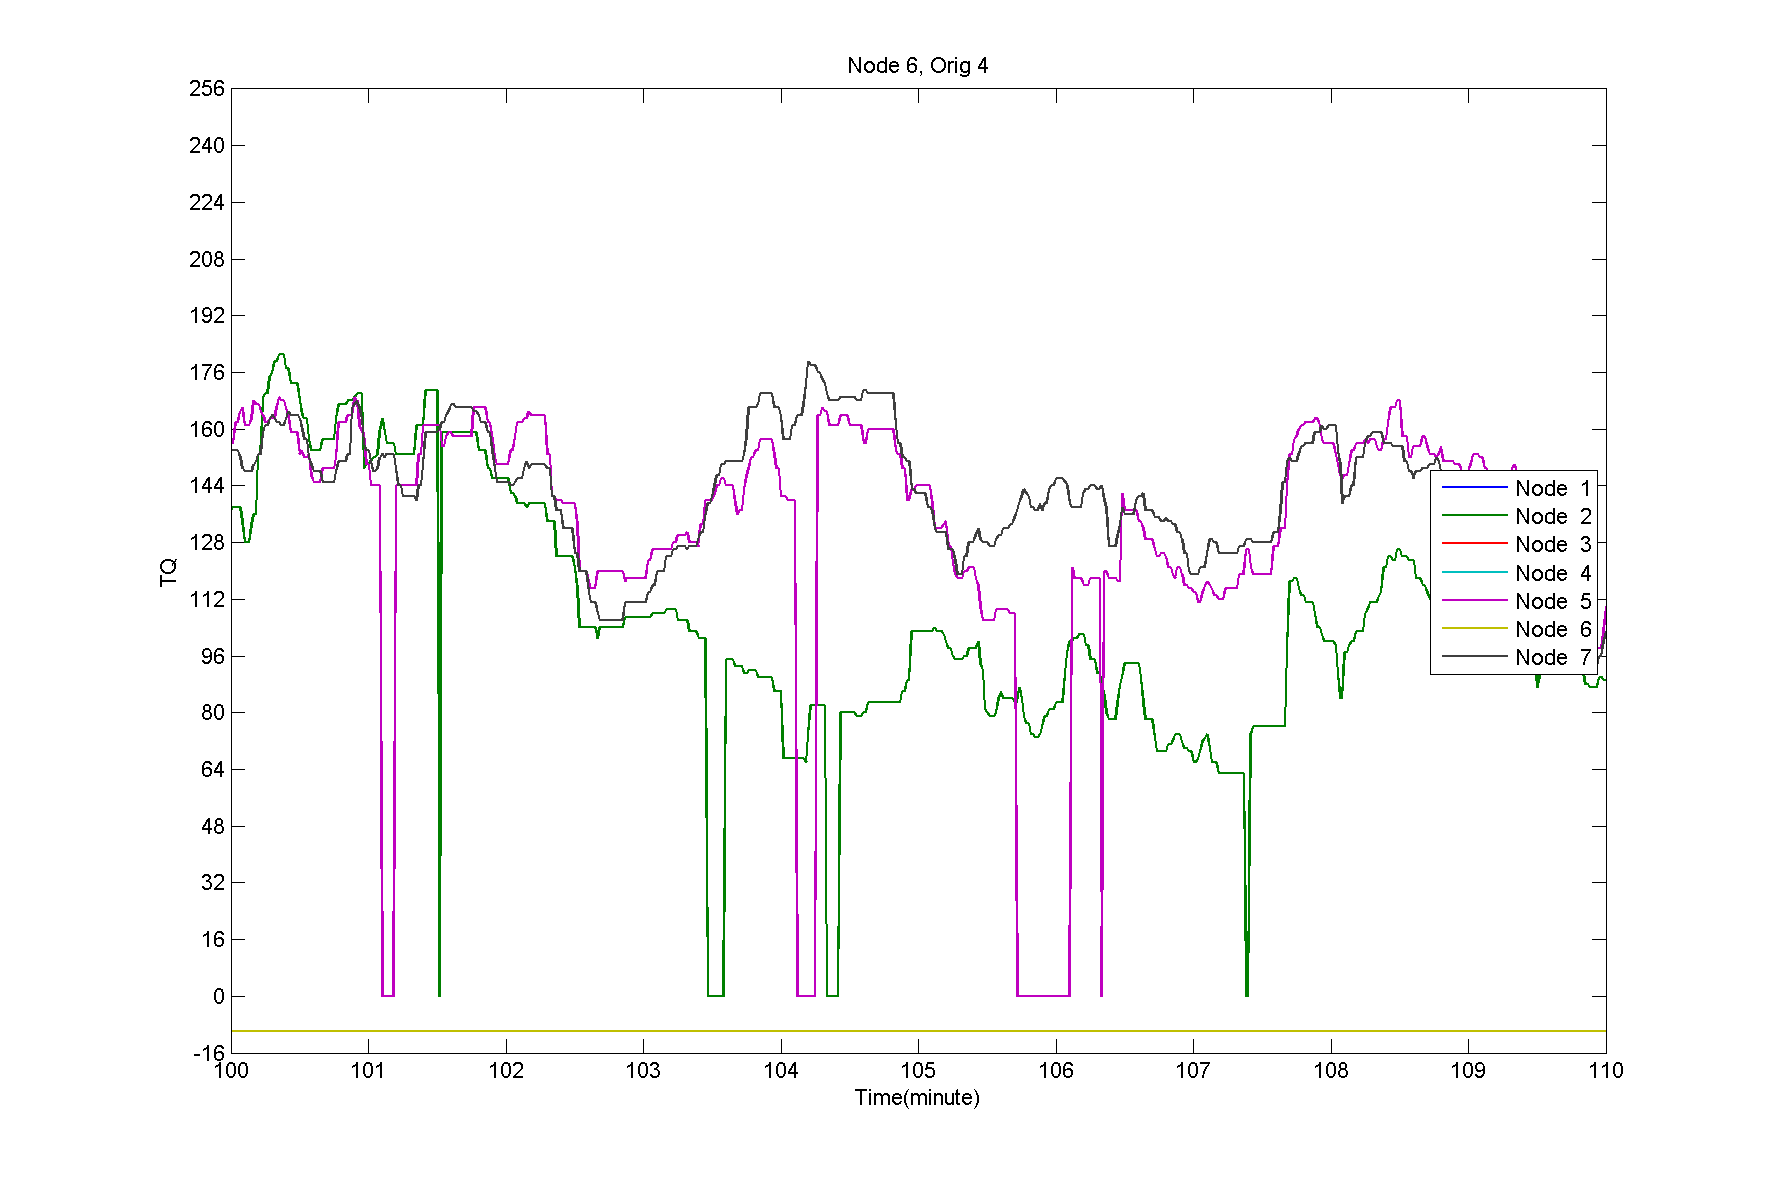 Node 6, Orig 4
256
240
224
208
192
176
160
144
128
112
96
80
64
48
32
16
0
-16
TQ
100 101 102 103 104 105 106 107 108 109 110
Time(minute)
Node 1
Node 2
Node 3
Node 4
Node 5
Node 6
Node 7